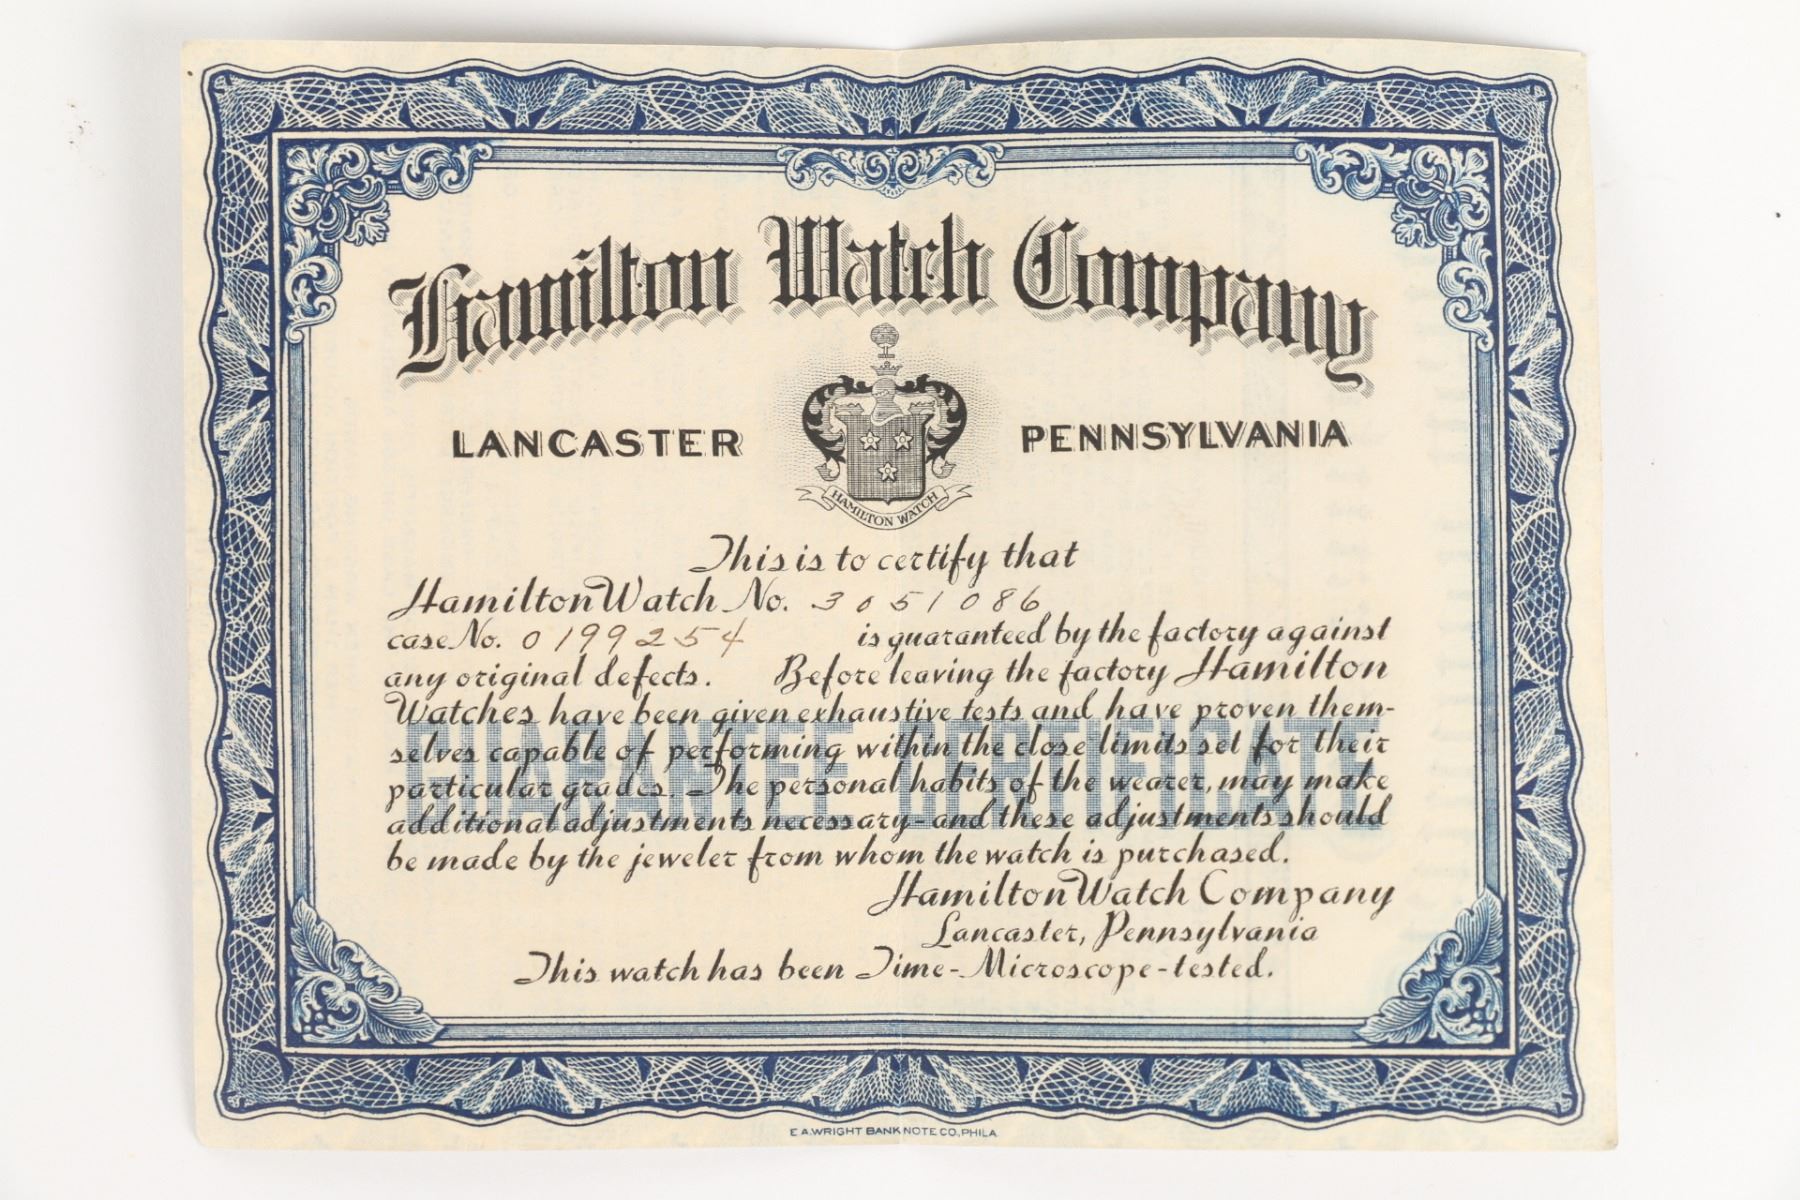 Hamilton Watch Company
LANCASTER PENNSYLVANIA
HAMILTON WATCH
This is to certify that
Hamilton Watch No. 3051086
case No. 0199254 is guaranteed by the factory against
any original defects. Before leaving the factory Hamilton
Watches have been given exhaustive tests and have proven them-
selves capable of performing within the close limits set for their
particular grades. The personal habits of the wearer, may make
additional adjustments necessary-and these adjustments should
be made by the jeweler from whom the watch is purchased.
GUARANTEE CERTIFICATE
Hamilton Watch Company
Lancaster, Pennsylvania
This watch has been Time-Microscope-tested.
E.A. WRIGHT BANK NOTE CO., PHILA